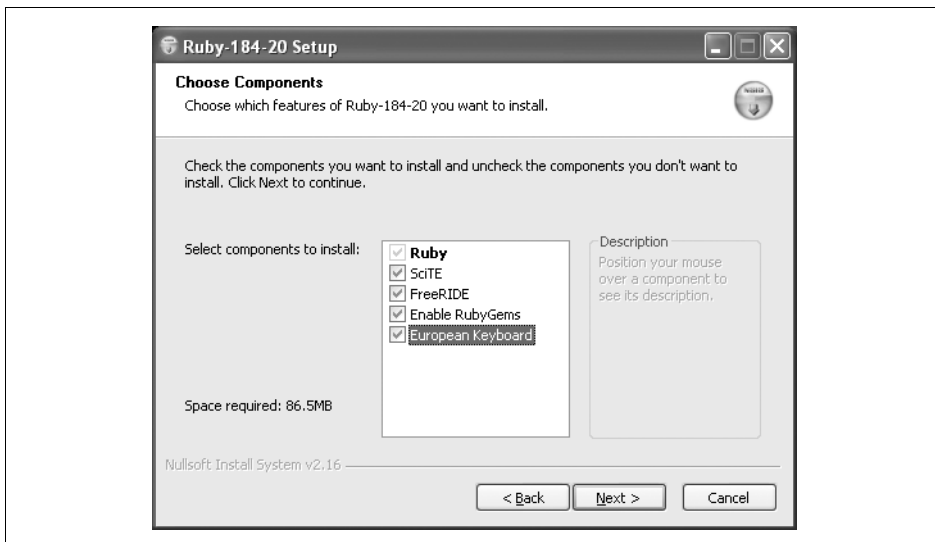 Ruby-184-20 Setup
Choose Components
Choose which features of Ruby-184-20 you want to install.
Check the components you want to install and uncheck the components you don't want to
install. Click Next to continue.
Select components to install:
Ruby
SciTE
FreeRIDE
Enable RubyGems
European Keyboard
Description
Position your mouse
over a component to
see its description.
Space required: 86.5MB
Nullsoft Install System v2.16
< Back
Next >
Cancel